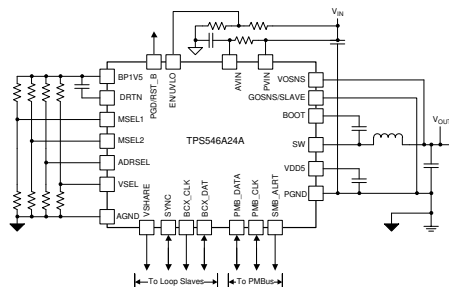 VIN
PGD/RST_B
EN/UVLO
AVIN
PVIN
BP1V5
DRTN
MSEL1
MSEL2
ADRSEL
VSEL
AGND
TPS546A24A
VOSNS
GOSNS/SLAVE
BOOT
SW
VDD5
PGND
VOUT
VSHARE
SYNC
BCX_CLK
BCX_DAT
PMB_DATA
PMB_CLK
SMB_ALRT
To Loop Slaves
To PMBus